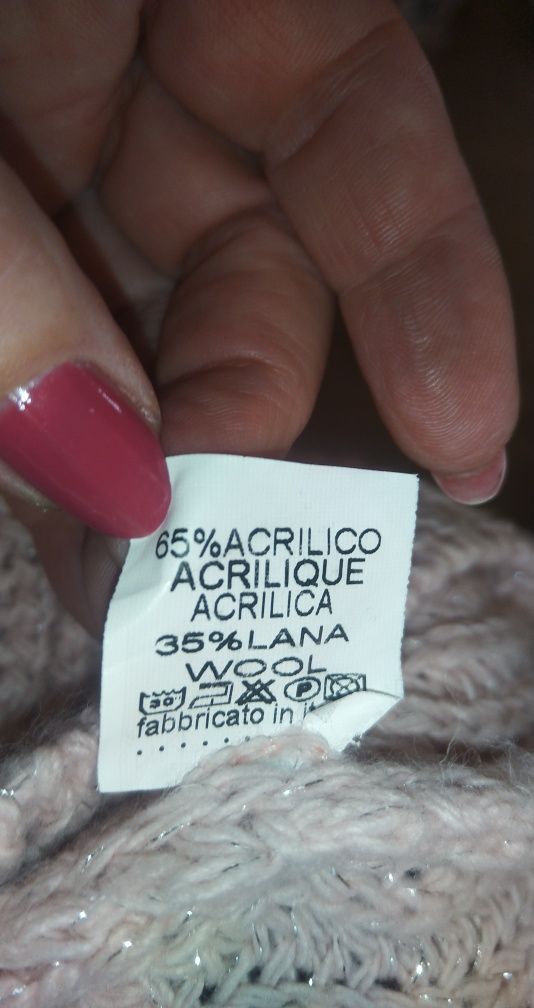 65%ACRILICO
ACRILIQUE
ACRILICA
35%LANA
WOOL
30 P
fabbricato in